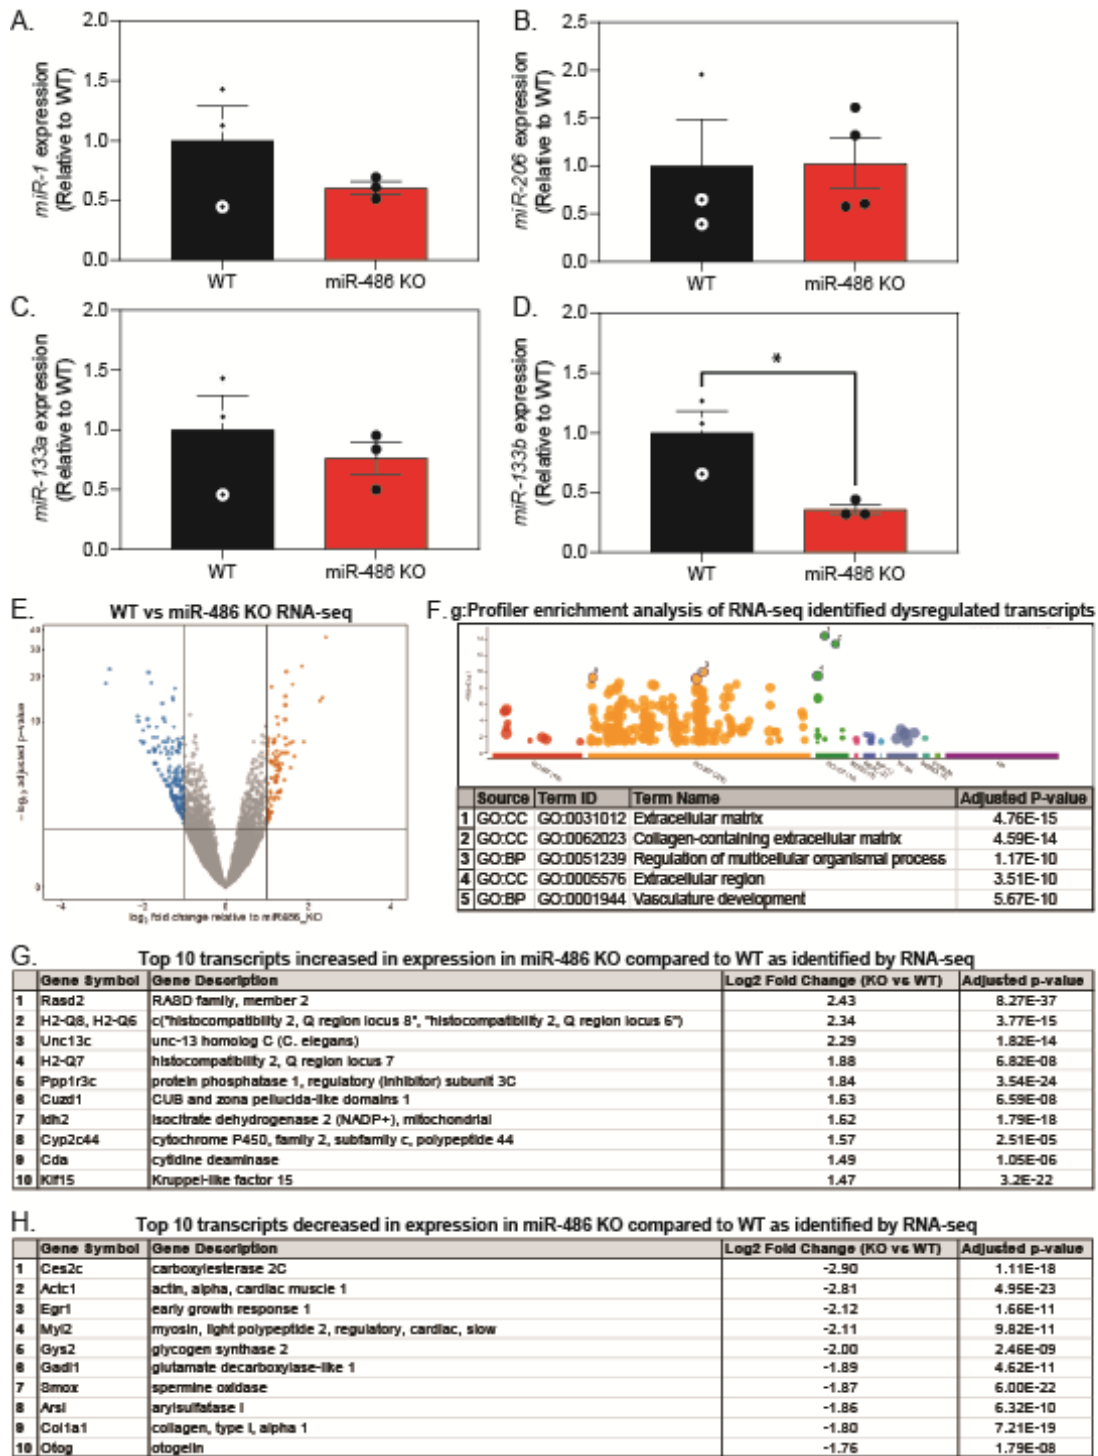 A.
2.0
1.5
1.0
0.5
0.0
miR-1 expression
(Relative to WT)
WT
miR-486 KO
B.
2.5
2.0
1.5
1.0
0.5
0.0
miR-206 expression
(Relative to WT)
WT
miR-486 KO
C.
2.0
1.5
1.0
0.5
0.0
miR-133a expression
(Relative to WT)
WT
miR-486 KO
D.
2.0
1.5
1.0
0.5
0.0
miR-133b expression
(Relative to WT)
*
WT
miR-486 KO
E.
WT vs miR-486 KO RNA-seq
30
20
10
0
adjusted p-value
-4
-2
0
2
4
fold change relative to miR486_KO
F. g:Profiler enrichment analysis of RNA-seq identified dysregulated transcripts
Source Term ID Term Name Adjusted P-value
1 GO:CC GO:0031012 Extracellular matrix 4.76E-15
2 GO:CC GO:0062023 Collagen-containing extracellular matrix 4.59E-14
3 GO:BP GO:0051239 Regulation of multicellular organismal process 1.17E-10
4 GO:CC GO:0005576 Extracellular region 3.51E-10
5 GO:BP GO:0001944 Vasculature development 5.67E-10
G.
Top 10 transcripts increased in expression in miR-486 KO compared to WT as identified by RNA-seq
Gene Symbol Gene Description Log2 Fold Change (KO vs WT) Adjusted p-value
1 Rasd2 RASD family, member 2 2.43 8.27E-37
2 H2-Q8, H2-Q6 c("histocompatibility 2, Q region locus 8", "histocompatibility 2, Q region locus 6") 2.34 3.77E-15
3 Unc13c unc-13 homolog C (C. elegans) 2.29 1.82E-14
4 H2-Q7 histocompatibility 2, Q region locus 7 1.88 6.82E-08
5 Ppp1r3c protein phosphatase 1, regulatory (inhibitor) subunit 3C 1.84 3.54E-24
6 Cuzd1 CUB and zona pellucida-like domains 1 1.63 6.59E-08
7 Idh2 isocitrate dehydrogenase 2 (NADP+), mitochondrial 1.62 1.79E-18
8 Cyp2c44 cytochrome P450, family 2, subfamily c, polypeptide 44 1.57 2.51E-05
9 Cda cytidine deaminase 1.49 1.05E-06
10 Klf15 Kruppel-like factor 15 1.47 3.2E-22
H.
Top 10 transcripts decreased in expression in miR-486 KO compared to WT as identified by RNA-seq
Gene Symbol Gene Description Log2 Fold Change (KO vs WT) Adjusted p-value
1 Ces2c carboxylesterase 2C -2.90 1.11E-18
2 Actc1 actin, alpha, cardiac muscle 1 -2.81 4.95E-23
3 Egr1 early growth response 1 -2.12 1.66E-11
4 Myl2 myosin, light polypeptide 2, regulatory, cardiac, slow -2.11 9.82E-11
5 Gys2 glycogen synthase 2 -2.00 2.46E-09
6 Gadl1 glutamate decarboxylase-like 1 -1.89 4.62E-11
7 Smox spermine oxidase -1.87 6.00E-22
8 Arsi arylsulfatase I -1.86 6.32E-10
9 Col1a1 collagen, type I, alpha 1 -1.80 7.21E-19
10 Otog otogelin -1.76 1.79E-08